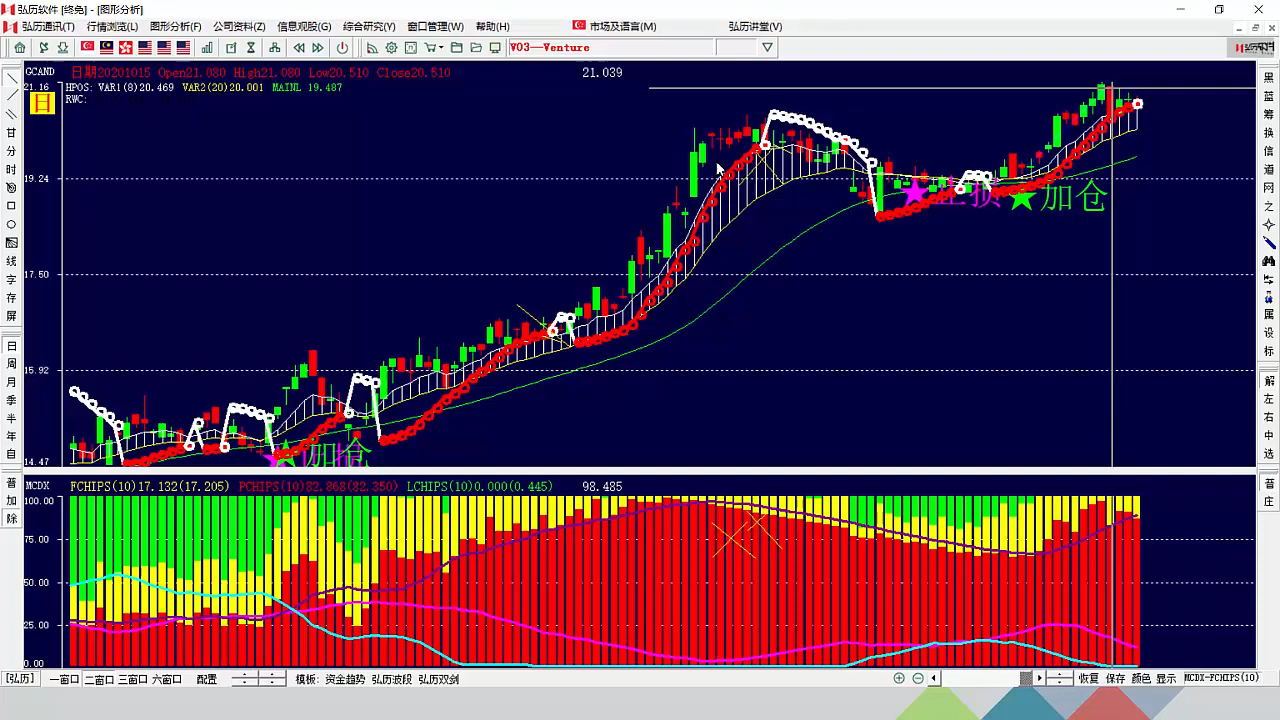 弘历软件 [终免] - [图形分析]
弘历通讯(T) 行情浏览(L) 图形分析(F) 公司资料(Z) 信息观股(G) 综合研究(Y) 窗口管理(W) 帮助(H) 市场及语言(M) 弘历讲堂(V)
V03--Venture
GCAND 日期20201015 Open21.080 High21.080 Low20.510 Close20.510 21.039
21.16 HPOS: VAR1(8)20.469 VAR2(20)20.001 MAINL 19.487
日 RWC:
19.24
加仓
17.50
15.92
14.47
加仓
MCDX FCHIPS(10)17.132(17.205) PCHIPS(10)82.868(82.350) LCHIPS(10)0.000(0.445) 98.485
100.00
75.00
50.00
25.00
0.00
甘
分
时
线
字
存
屏
日
周
月
季
半
年
自
普
加
除
黑
蓝
筹
换
信
道
网
之
属
设
标
解
左
右
中
选
普
庄
[弘历] 一窗口 二窗口 三窗口 六窗口 配置 模板: 资金趋势 弘历波段 弘历双剑 恢复 保存 颜色 显示 MCDX-FCHIPS(10)